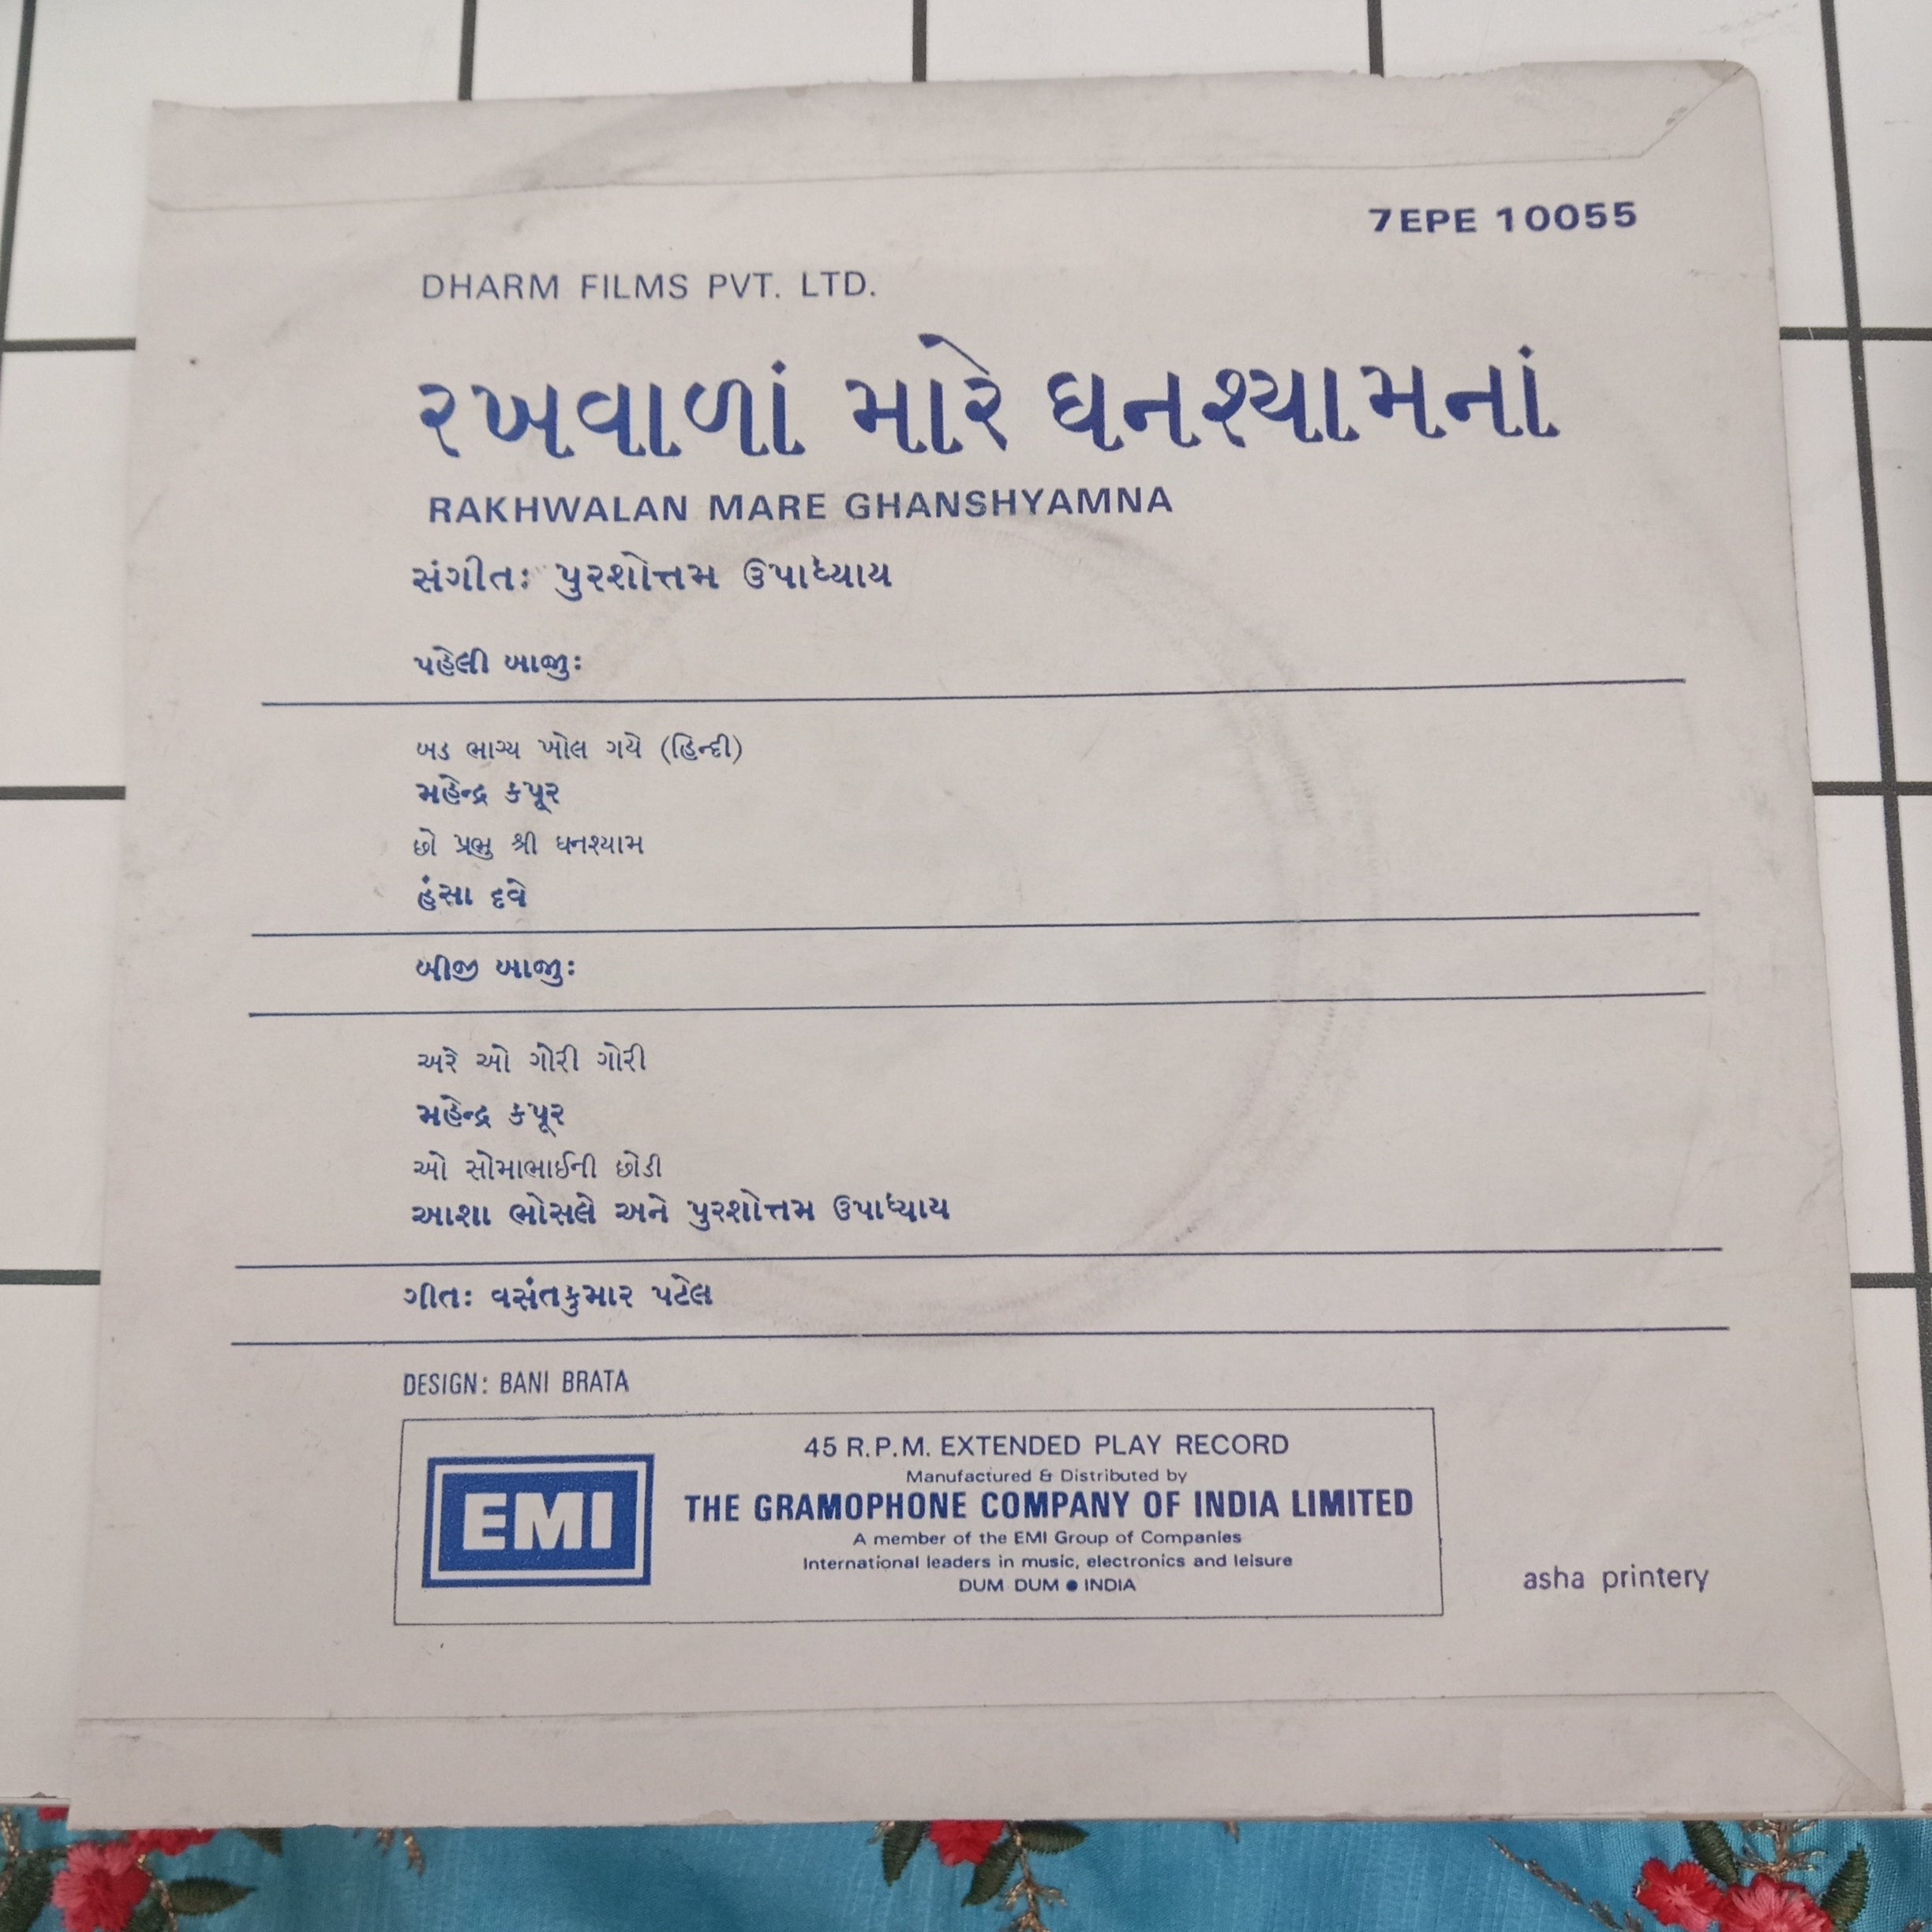 7EPE 10055
DHARM FILMS PVT. LTD.
રખવાળાં મારે ઘનશ્યામનાં
RAKHWALAN MARE GHANSHYAMNA
સંગીતઃ પુરશોત્તમ ઉપાધ્યાય
પહેલી બાજુઃ
બડ ભાગ્ય ખોલ ગયે (હિન્દી)
મહેન્દ્ર કપૂર
છો પ્રભુ શ્રી ઘનશ્યામ
હંસા દવે
બીજી બાજુઃ
અરે ઓ ગોરી ગોરી
મહેન્દ્ર કપૂર
ઓ સોમાભાઈની છોડી
આશા ભોસલે અને પુરશોત્તમ ઉપાધ્યાય
ગીતઃ વસંતકુમાર પટેલ
DESIGN: BANI BRATA
EMI
45 R.P.M. EXTENDED PLAY RECORD
Manufactured & Distributed by
THE GRAMOPHONE COMPANY OF INDIA LIMITED
A member of the EMI Group of Companies
International leaders in music, electronics and leisure
DUM DUM ● INDIA
asha printery